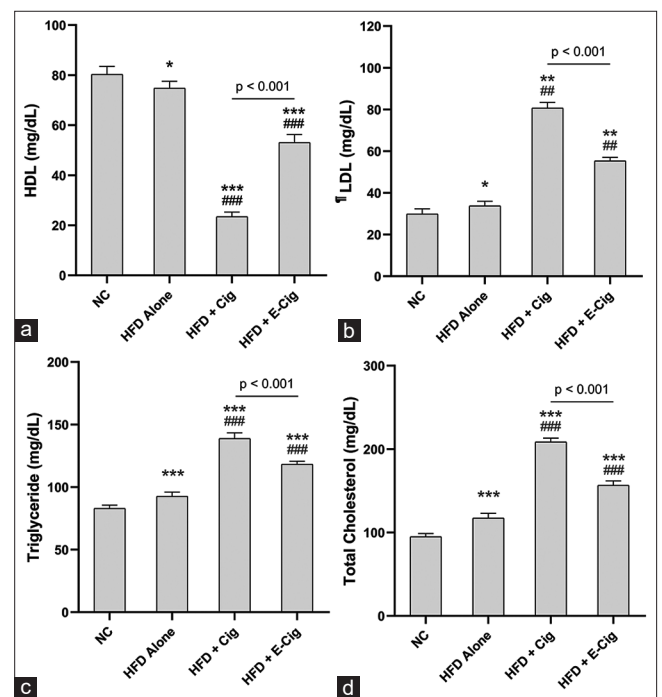 HDL (mg/dL)
100
80
60
40
20
0
*
***
###
p < 0.001
***
###
NC
HFD Alone
HFD + Cig
HFD + E-Cig
a
¶ LDL (mg/dL)
120
100
80
60
40
20
0
*
**
##
p < 0.001
**
##
NC
HFD Alone
HFD + Cig
HFD + E-Cig
b
Triglyceride (mg/dL)
200
150
100
50
0
***
***
###
p < 0.001
***
###
NC
HFD Alone
HFD + Cig
HFD + E-Cig
c
Total Cholesterol (mg/dL)
300
200
100
0
***
***
###
p < 0.001
***
###
NC
HFD Alone
HFD + Cig
HFD + E-Cig
d